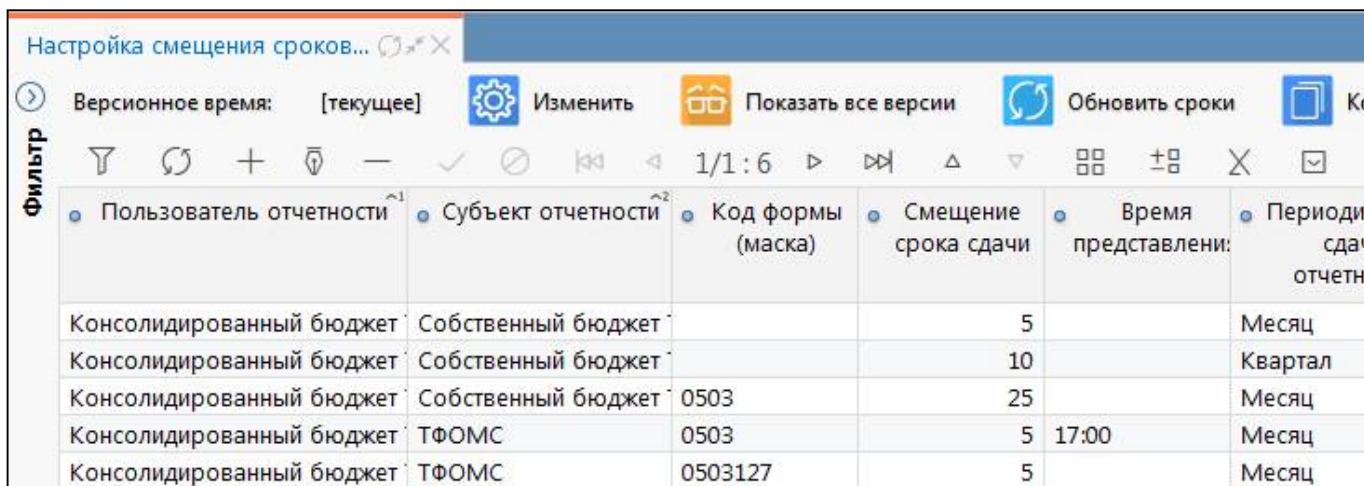 Настройка смещения сроков...
Версионное время: [текущее] Изменить Показать все версии Обновить сроки
Фильтр
1/1 : 6
Пользователь отчетности 1 Субъект отчетности 2 Код формы (маска) Смещение срока сдачи Время
Консолидированный бюджет Собственный бюджет 5 Месяц
Консолидированный бюджет Собственный бюджет 10 Квартал
Консолидированный бюджет Собственный бюджет 0503 25 Месяц
Консолидированный бюджет ТФОМС 0503 5 17:00 Месяц
Консолидированный бюджет ТФОМС 0503127 5 Месяц